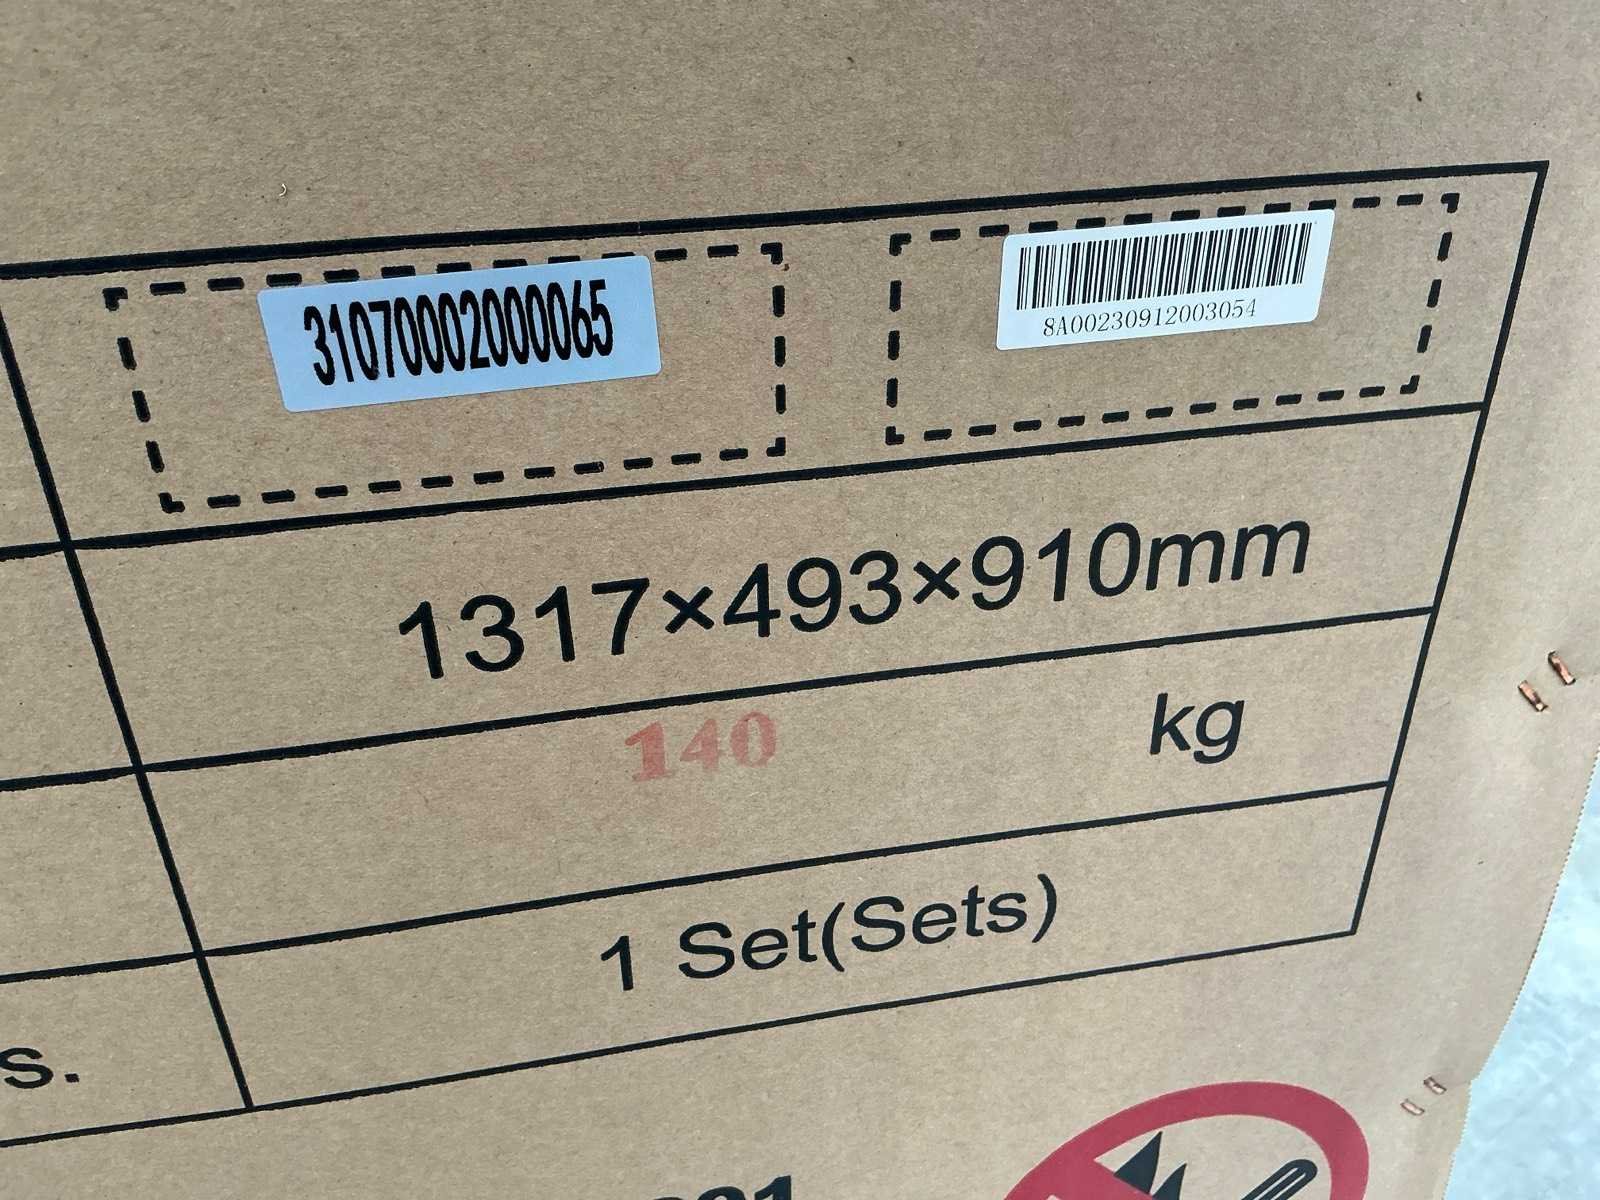 31070002000065
8A00230912003054
1317×493×910mm
140 kg
1 Set(Sets)
s.